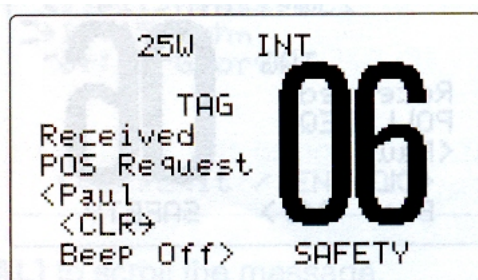 25W INT
06
TAG
Received
POS Request
<Paul
<CLR→
Beep Off> SAFETY